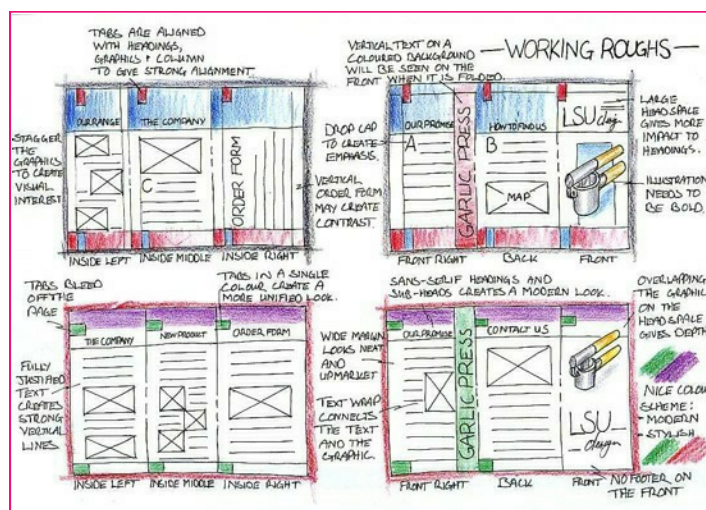 WORKING ROUGHS
TABS ARE ALIGNED
WITH HEADINGS,
GRAPHICS + COLUMN
TO GIVE STRONG ALIGNMENT.
VERTICAL TEXT ON A
COLOURED BACKGROUND
WILL BE SEEN ON THE
FRONT WHEN IT IS FOLDED.
STAGGER
THE
GRAPHICS
TO CREATE
VISUAL
INTEREST
OUR RANGE
THE COMPANY
C
ORDER FORM
INSIDE LEFT
INSIDE MIDDLE
INSIDE RIGHT
DROP CAP
TO CREATE
EMPHASIS.
VERTICAL
ORDER FORM
MAY CREATE
CONTRAST.
OUR PROMISE
A
GARLIC PRESS
HOW TO FIND US
B
MAP
LSU
design
FRONT RIGHT
BACK
FRONT
LARGE
HEADSPACE
GIVES MORE
IMPACT TO
HEADINGS.
ILLUSTRATION
NEEDS TO
BE BOLD.
TABS BLEED
OFF THE
PAGE
TABS IN A SINGLE
COLOUR CREATE A
MORE UNIFIED LOOK.
FULLY
JUSTIFIED
TEXT
CREATES
STRONG
VERTICAL
LINES
THE COMPANY
NEW PRODUCT
ORDER FORM
INSIDE LEFT
INSIDE MIDDLE
INSIDE RIGHT
SANS-SERIF HEADINGS AND
SUB-HEADS CREATES A MODERN LOOK.
WIDE MARGIN
LOOKS NEAT
AND
UPMARKET
TEXT WRAP
CONNECTS
THE TEXT
AND THE
GRAPHIC.
OUR PROMISE
GARLIC PRESS
CONTACT US
LSU
design
FRONT RIGHT
BACK
FRONT
OVERLAPPING
THE GRAPHIC
ON THE
HEADSPACE
GIVES DEPTH
NICE COLOUR
SCHEME:
- MODERN
- STYLISH
NO FOOTER ON
THE FRONT